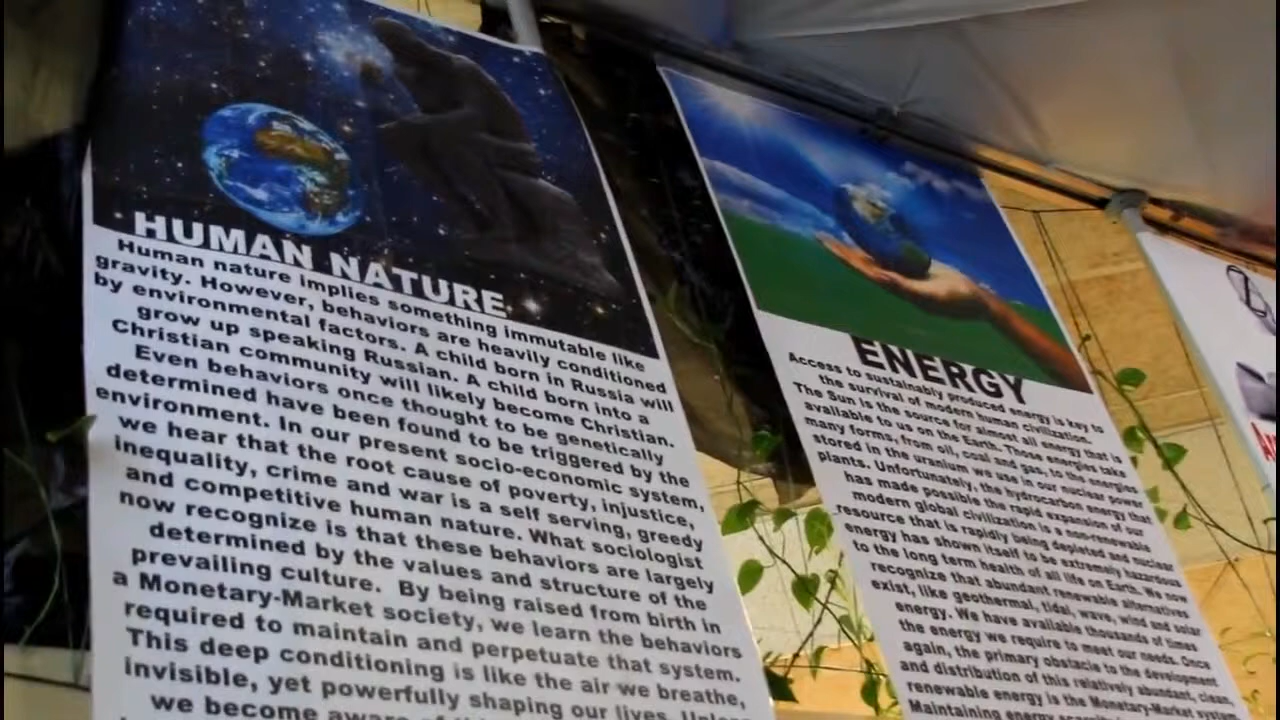 HUMAN NATURE
Human nature implies something immutable like
gravity. However, behaviors are heavily conditioned
by environmental factors. A child born in Russia will
grow up speaking Russian. A child born into a
Christian community will likely become Christian.
Even behaviors once thought to be genetically
determined have been found to be triggered by the
environment. In our present socio-economic system,
we hear that the root cause of poverty, injustice,
inequality, crime and war is a self serving, greedy
and competitive human nature. What sociologist
now recognize is that these behaviors are largely
determined by the values and structure of the
prevailing culture. By being raised from birth in
a Monetary-Market society, we learn the behaviors
required to maintain and perpetuate that system.
This deep conditioning is like the air we breathe,
invisible, yet powerfully shaping our lives. Unless
we become aware of
ENERGY
Access to sustainably produced energy is key to
the survival of modern human civilization.
The Sun is the source for almost all energy that is
available to us on the Earth. Those energies take
many forms, from oil, coal and gas, to the energies
stored in the uranium we use in our nuclear power
plants. Unfortunately, the hydrocarbon energy that
has made possible the rapid expansion of our
modern global civilization is a non-renewable
resource that is rapidly being depleted and nuclear
energy has shown itself to be extremely hazardous
to the long term health of all life on Earth. We now
recognize that abundant renewable alternatives
exist, like geothermal, tidal, wave, wind and solar
energy. We have available thousands of times
the energy we require to meet our needs. Once
again, the primary obstacle to the development
and distribution of this relatively abundant, clean,
renewable energy is the Monetary-Market
Maintaining energy